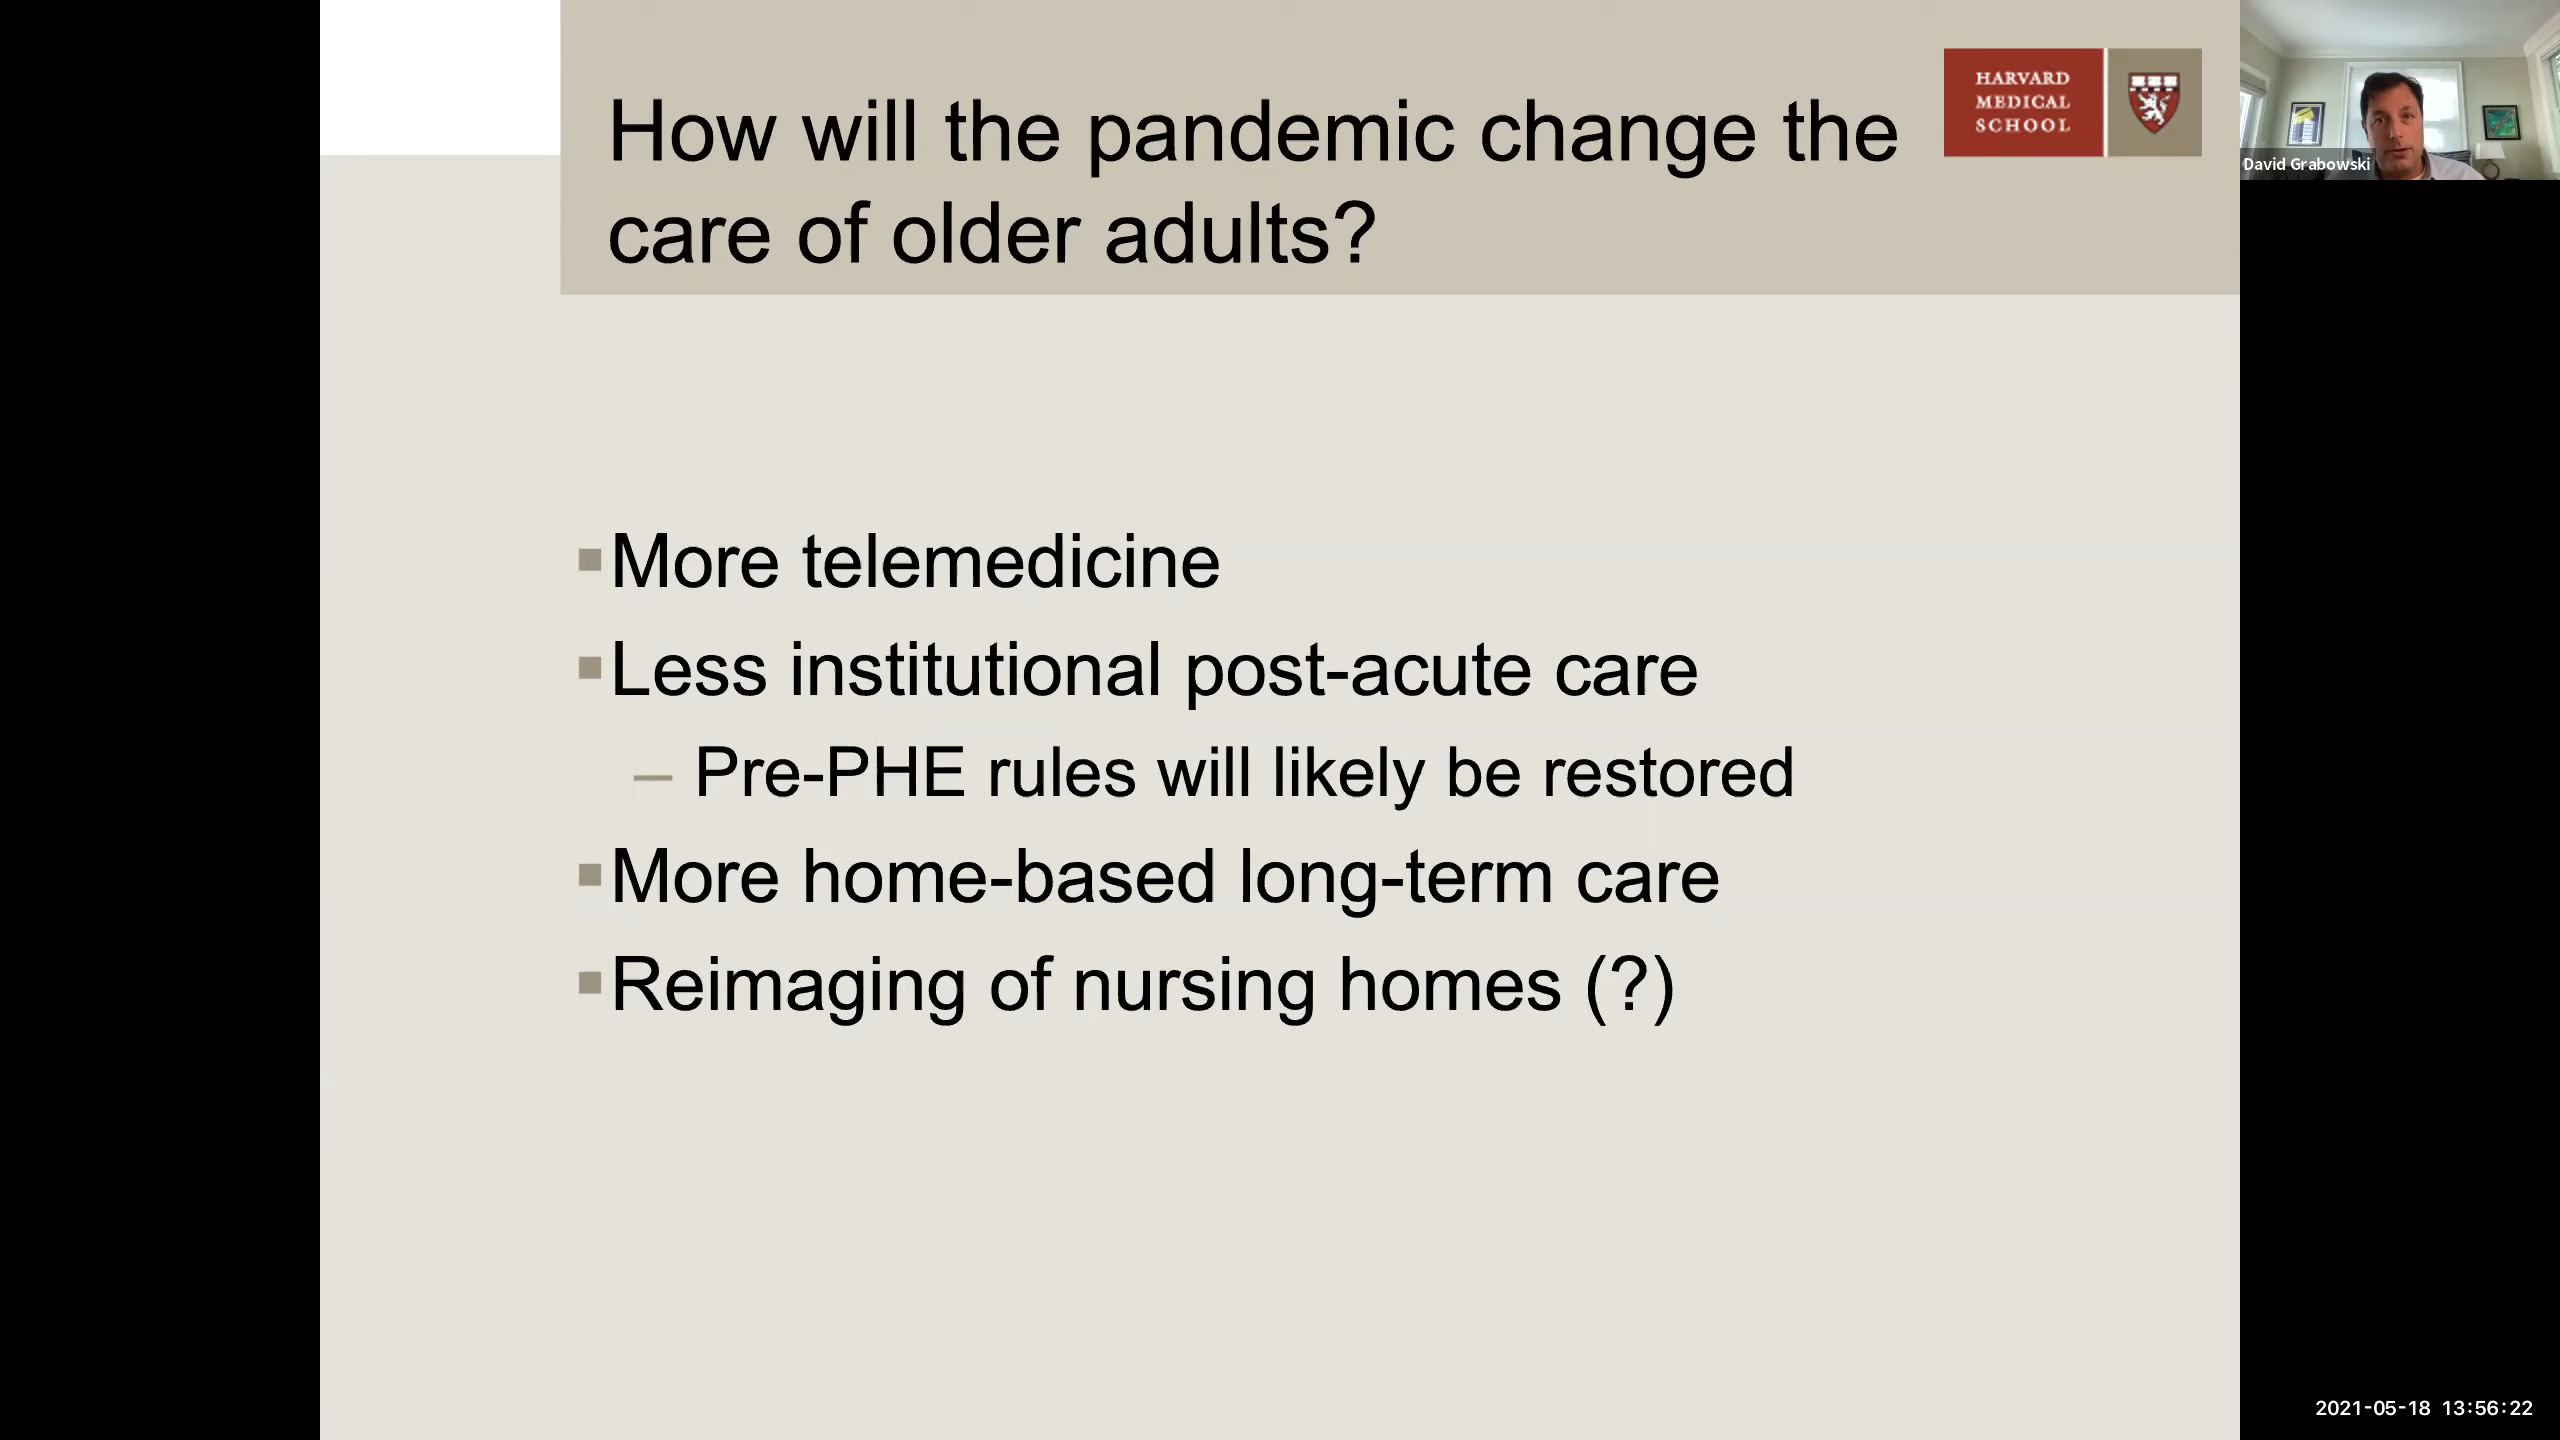 How will the pandemic change the
care of older adults?
HARVARD
MEDICAL
SCHOOL
David Grabowski
More telemedicine
Less institutional post-acute care
– Pre-PHE rules will likely be restored
More home-based long-term care
Reimaging of nursing homes (?)
2021-05-18 13:56:22